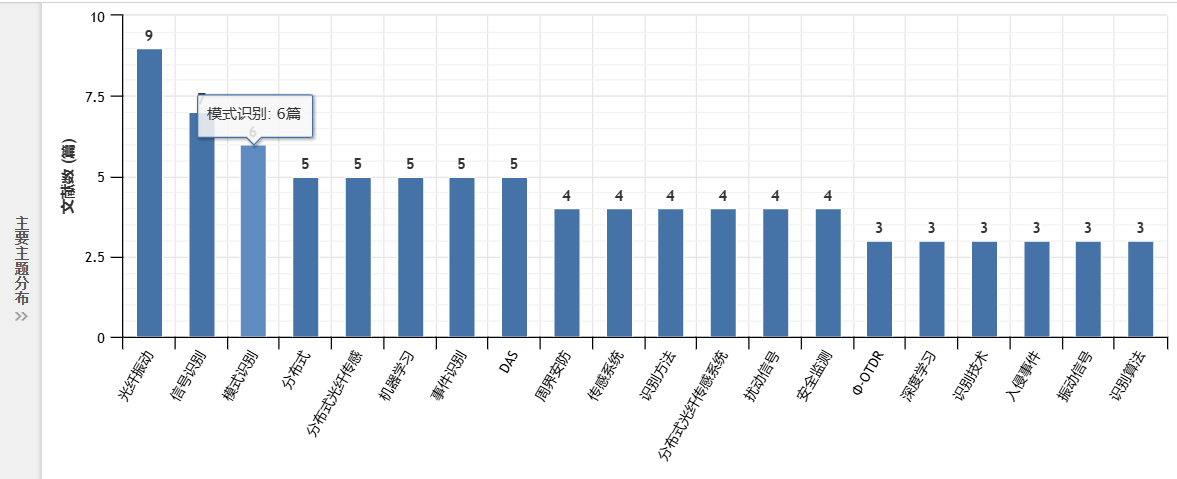 主要主题分布
文献数 (篇)
10
7.5
5
2.5
0
9
7
6
5
5
5
5
5
4
4
4
4
4
4
3
3
3
3
3
3
模式识别: 6篇
光纤振动
信号识别
模式识别
分布式
分布式光纤传感
机器学习
事件识别
DAS
周界安防
传感系统
识别方法
分布式光纤传感系统
扰动信号
安全监测
Φ-OTDR
深度学习
识别技术
入侵事件
振动信号
识别算法